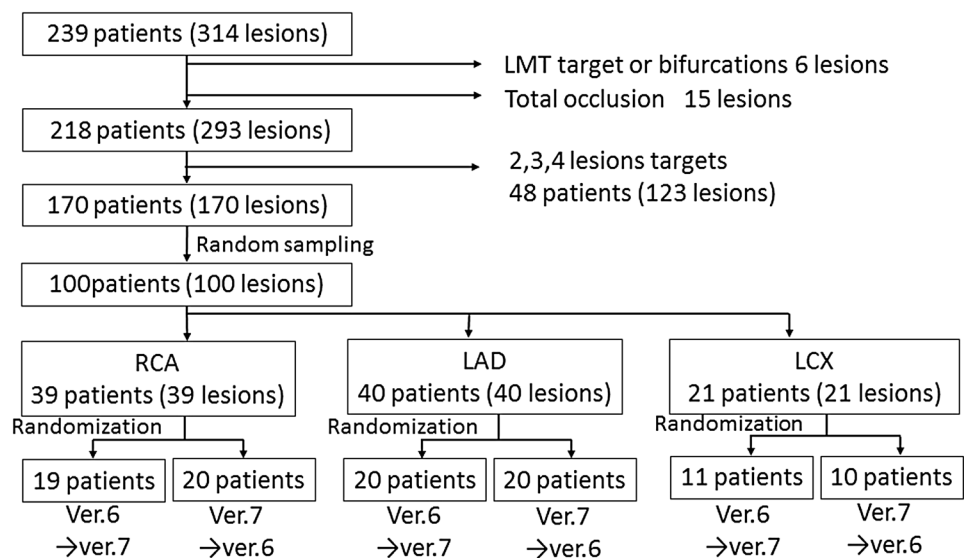 239 patients (314 lesions)
LMT target or bifurcations 6 lesions
Total occlusion 15 lesions
218 patients (293 lesions)
2,3,4 lesions targets
48 patients (123 lesions)
170 patients (170 lesions)
Random sampling
100patients (100 lesions)
RCA
39 patients (39 lesions)
LAD
40 patients (40 lesions)
LCX
21 patients (21 lesions)
Randomization
19 patients
20 patients
Ver.6
→ver.7
Ver.7
→ver.6
Randomization
20 patients
20 patients
Ver.6
→ver.7
Ver.7
→ver.6
Randomization
11 patients
10 patients
Ver.6
→ver.7
Ver.7
→ver.6